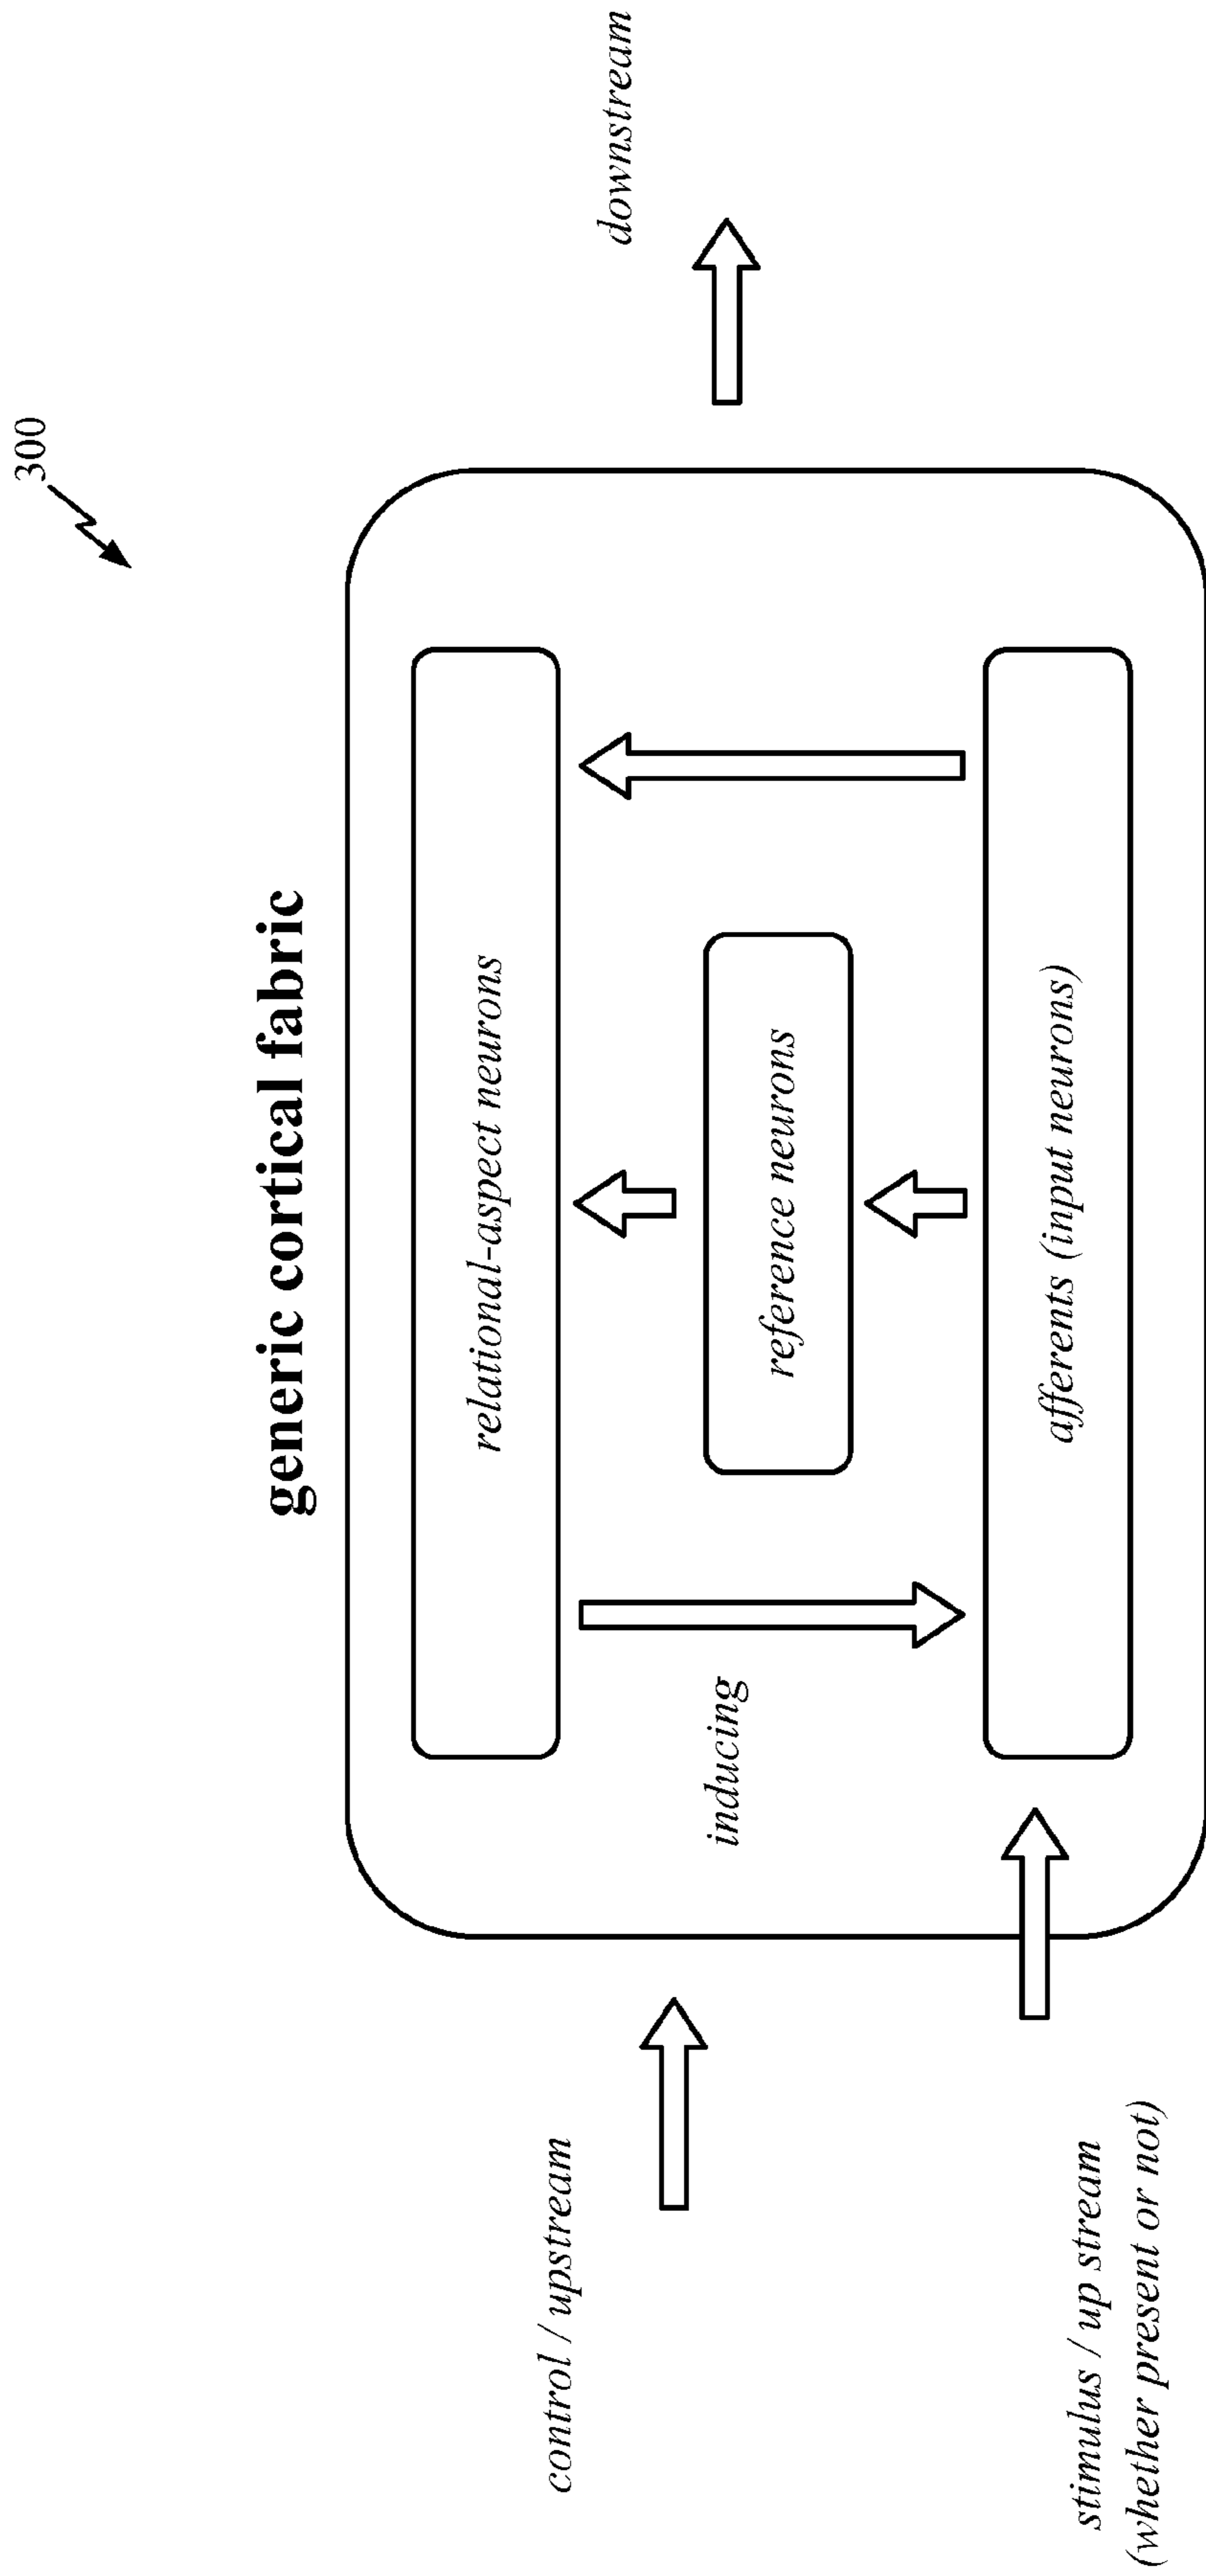 300
generic cortical fabric
control / upstream
relational-aspect neurons
downstream
inducing
reference neurons
stimulus / up stream
(whether present or not)
afferents (input neurons)